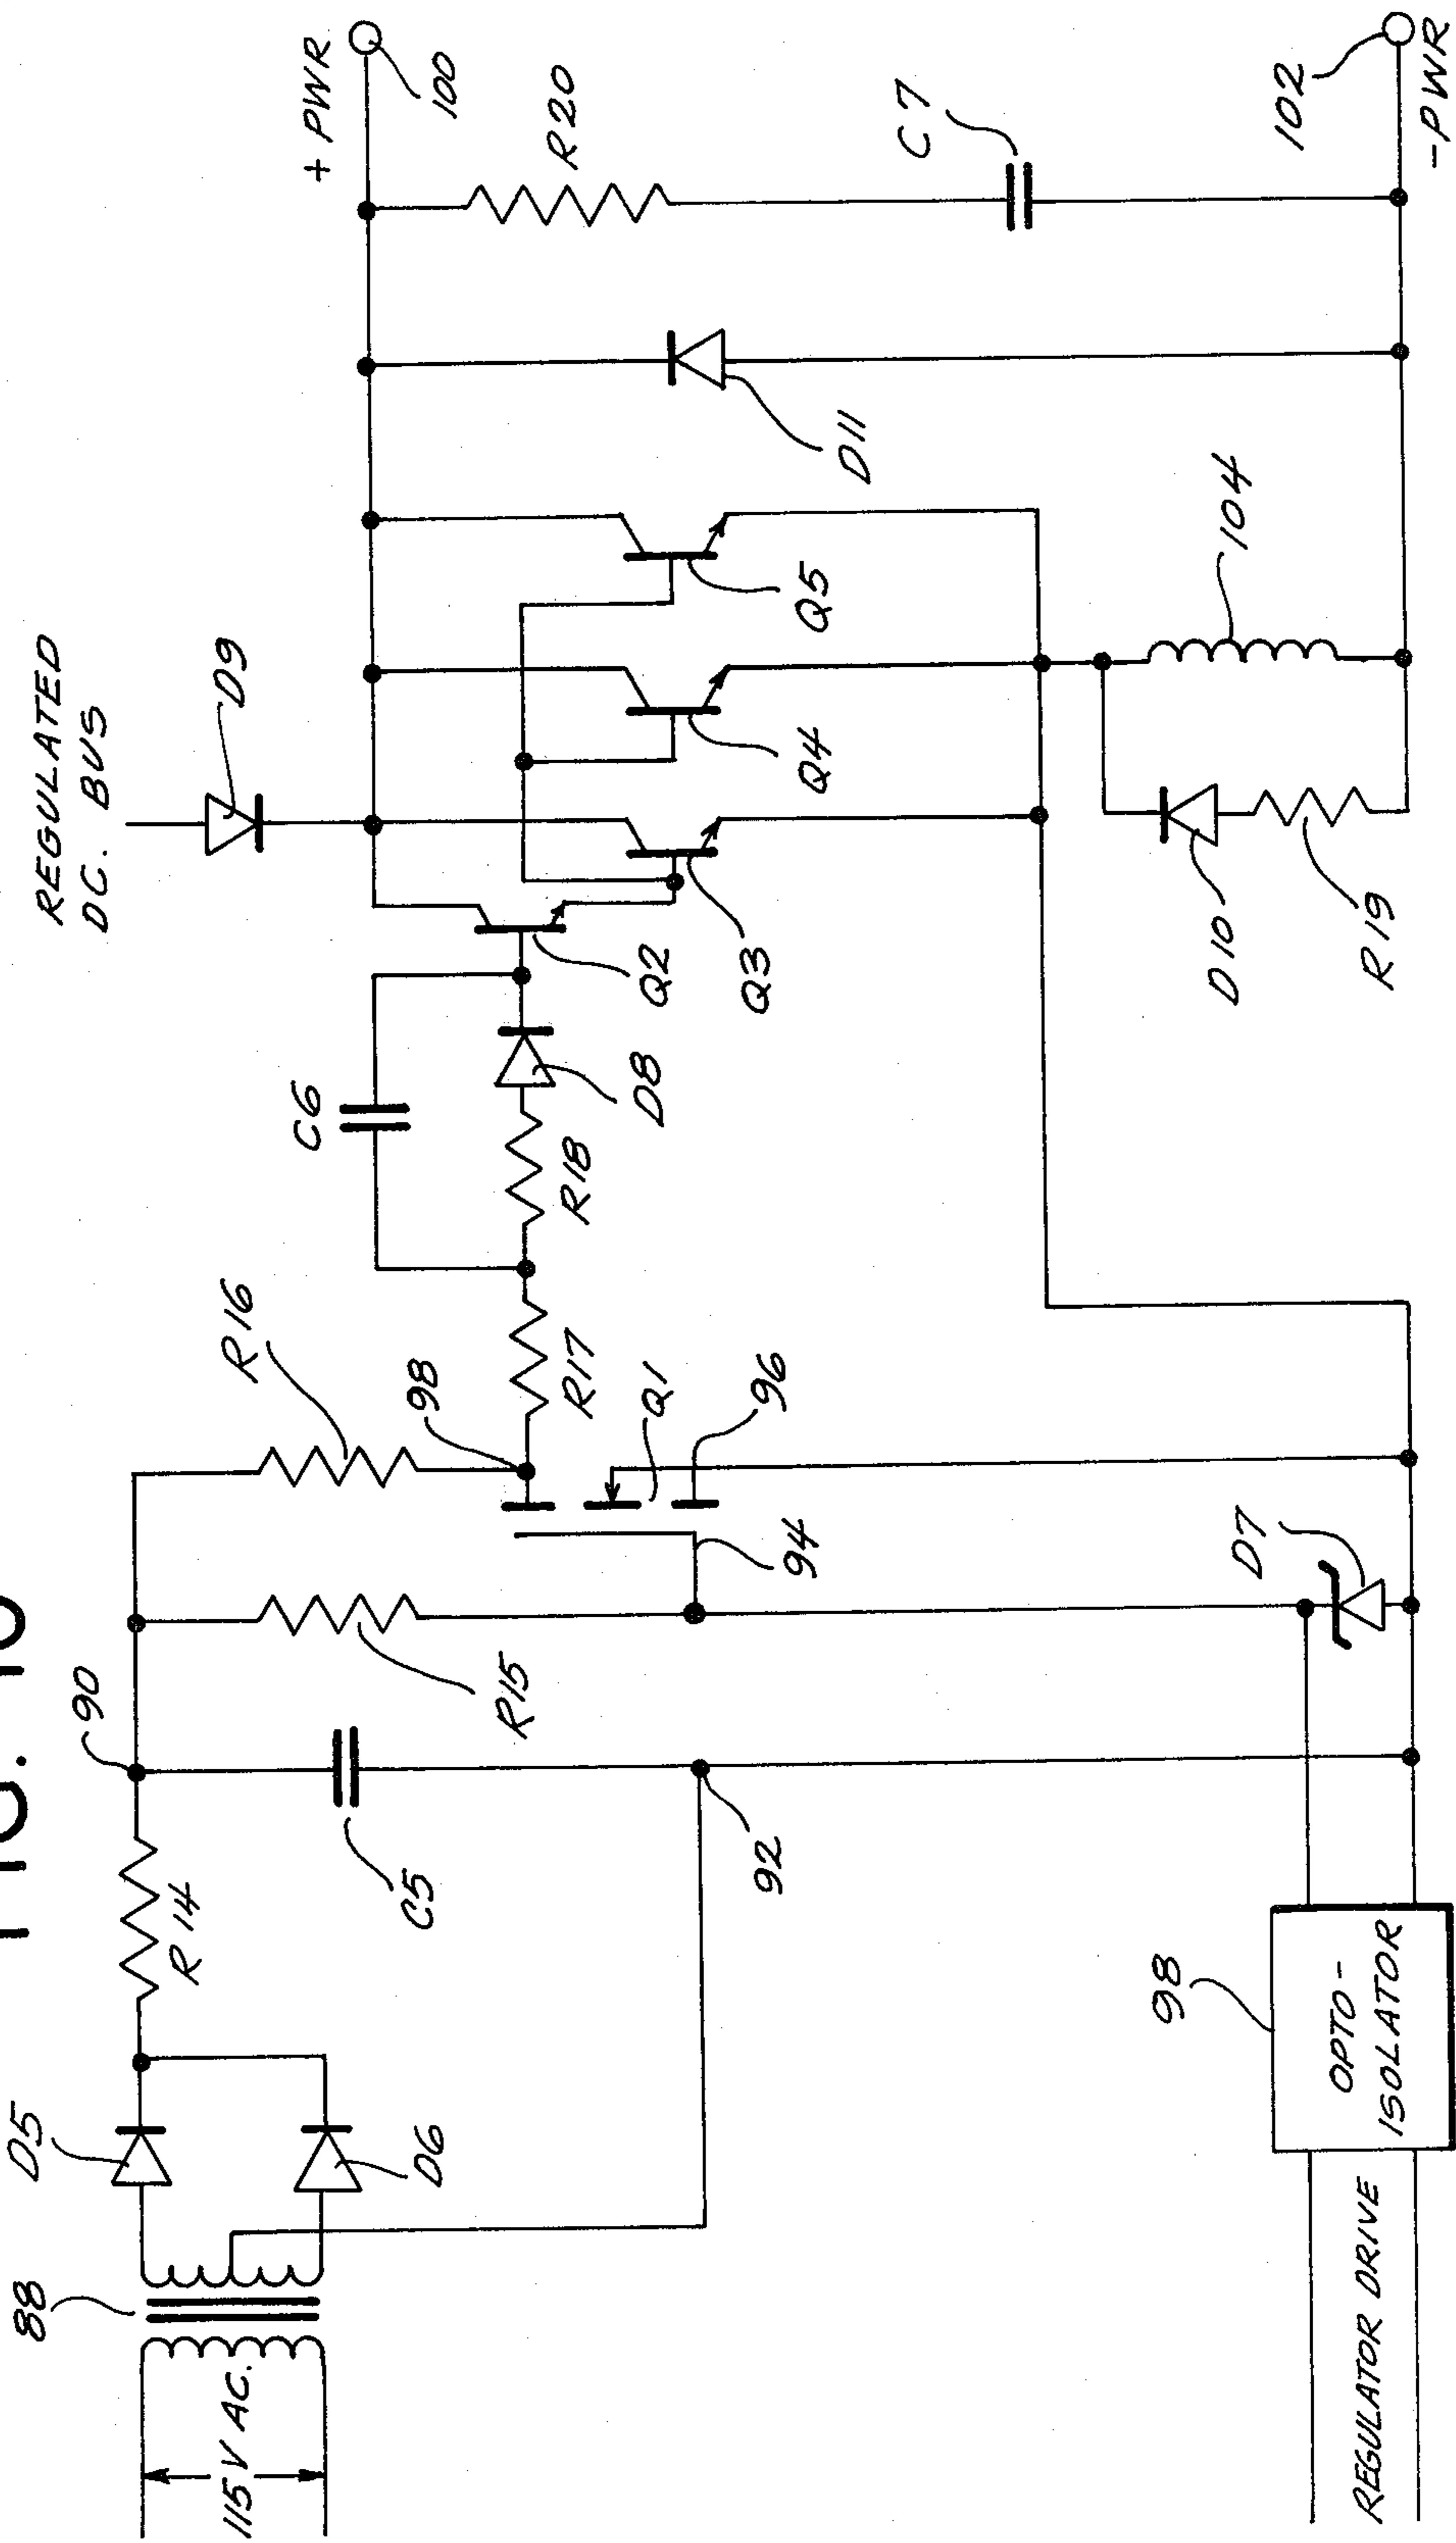 FIG.
REGULATED
DC. BUS
D9
+ PWR
100
88
D5
D6
115 V AC.
R14
90
C5
92
R15
R16
98
94
96
Q1
R17
R18
C6
D8
Q2
Q3
Q4
Q5
D11
R20
C7
D10
R19
104
D7
98
OPTO-
ISOLATOR
REGULATOR DRIVE
102
- PWR